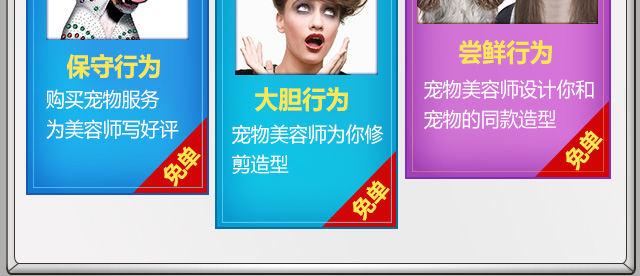 保守行为
购买宠物服务
为美容师写好评
免单
大胆行为
宠物美容师为你修
剪造型
免单
尝鲜行为
宠物美容师设计你和
宠物的同款造型
免单